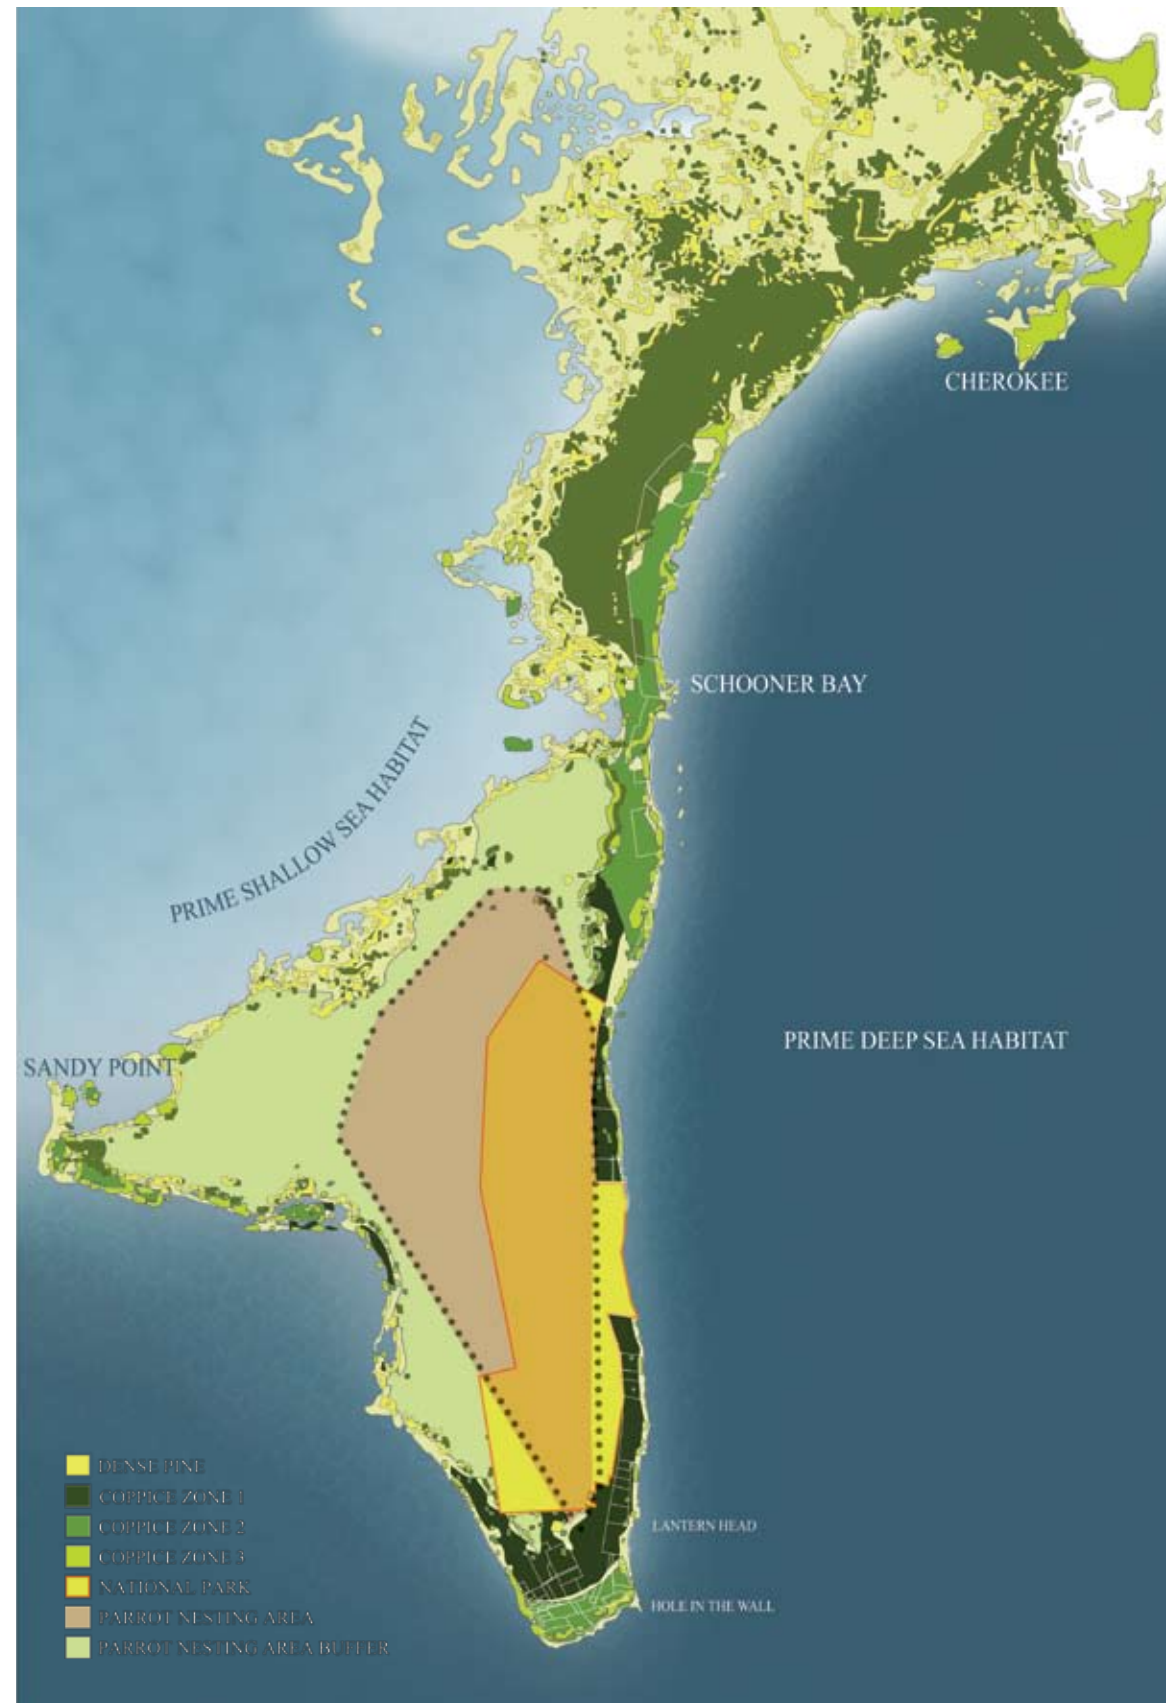 CHEROKEE
SCHOONER BAY
PRIME SHALLOW SEA HABITAT
PRIME DEEP SEA HABITAT
SANDY POINT
LANTERN HEAD
HOLE IN THE WALL
DENSE PINE
COPPICE ZONE 1
COPPICE ZONE 2
COPPICE ZONE 3
NATIONAL PARK
PARROT NESTING AREA
PARROT NESTING AREA BUFFER